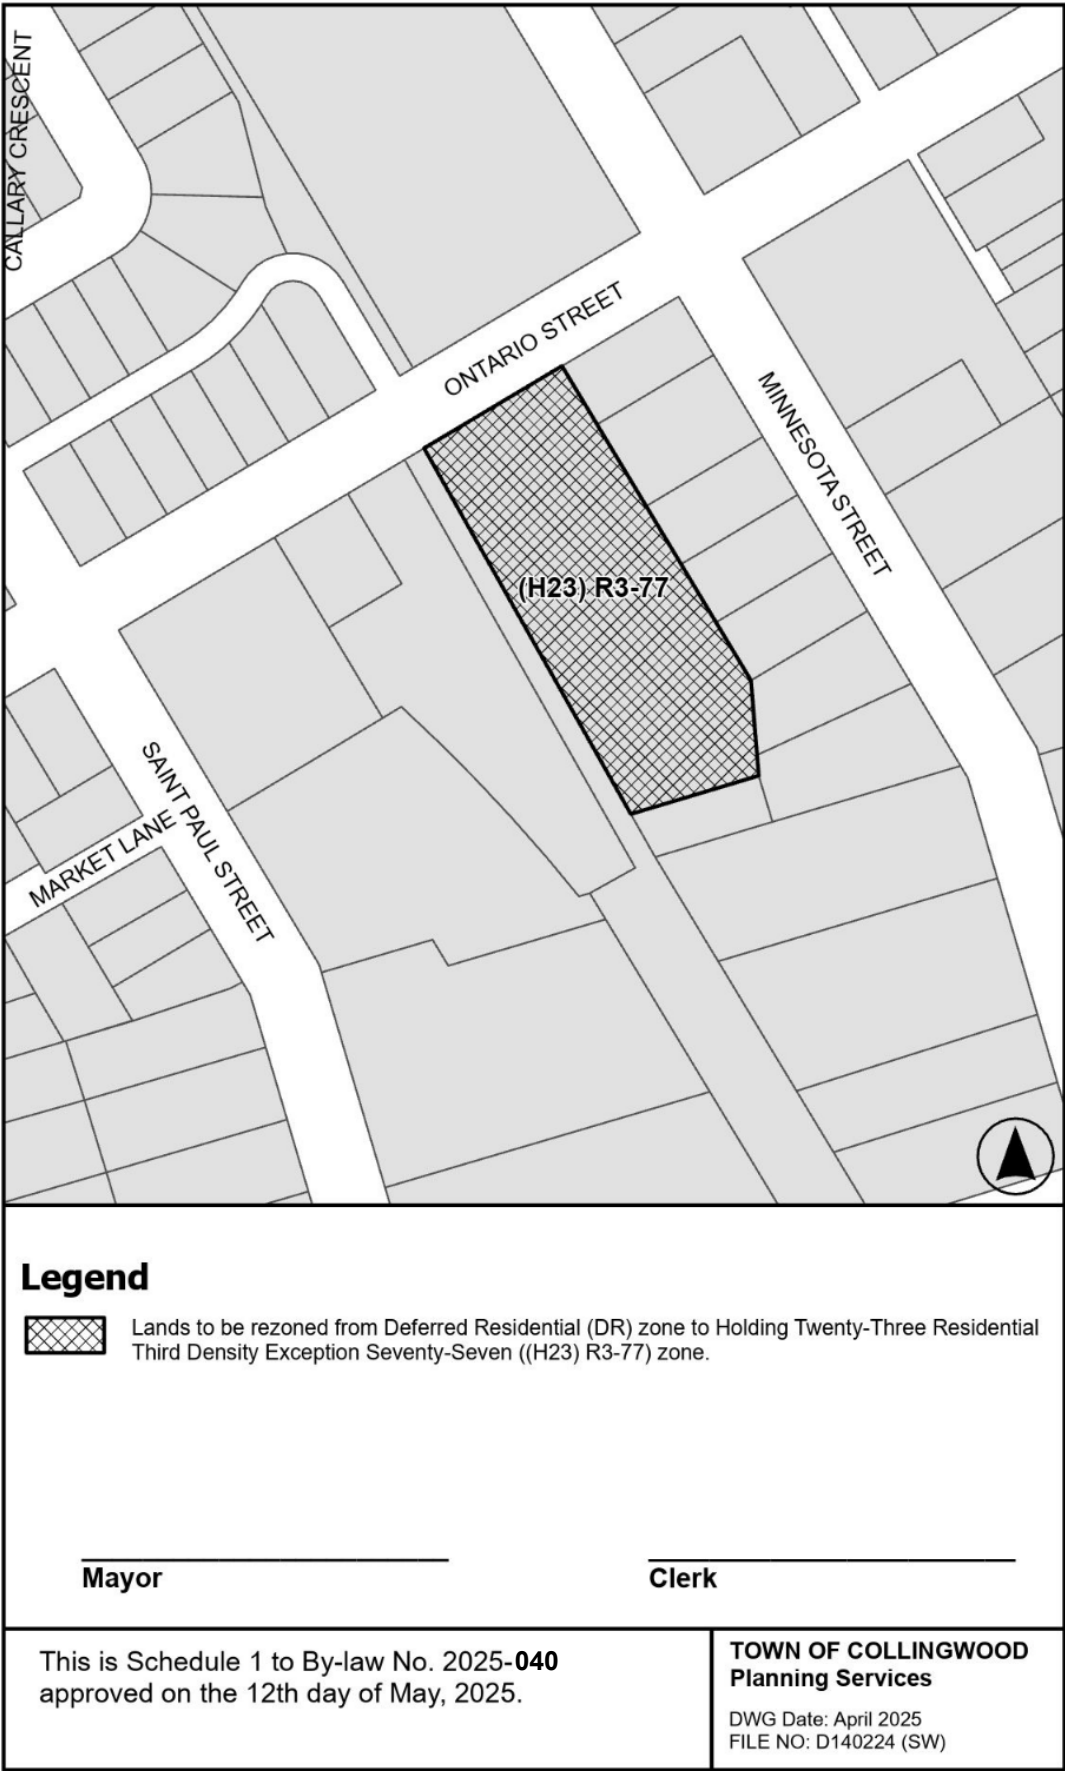 CALLARY CRESCENT
ONTARIO STREET
MINNESOTA STREET
(H23) R3-77
SAINT PAUL STREET
MARKET LANE
Legend
Lands to be rezoned from Deferred Residential (DR) zone to Holding Twenty-Three Residential
Third Density Exception Seventy-Seven ((H23) R3-77) zone.
Mayor
Clerk
This is Schedule 1 to By-law No. 2025-040
approved on the 12th day of May, 2025.
TOWN OF COLLINGWOOD
Planning Services
DWG Date: April 2025
FILE NO: D140224 (SW)